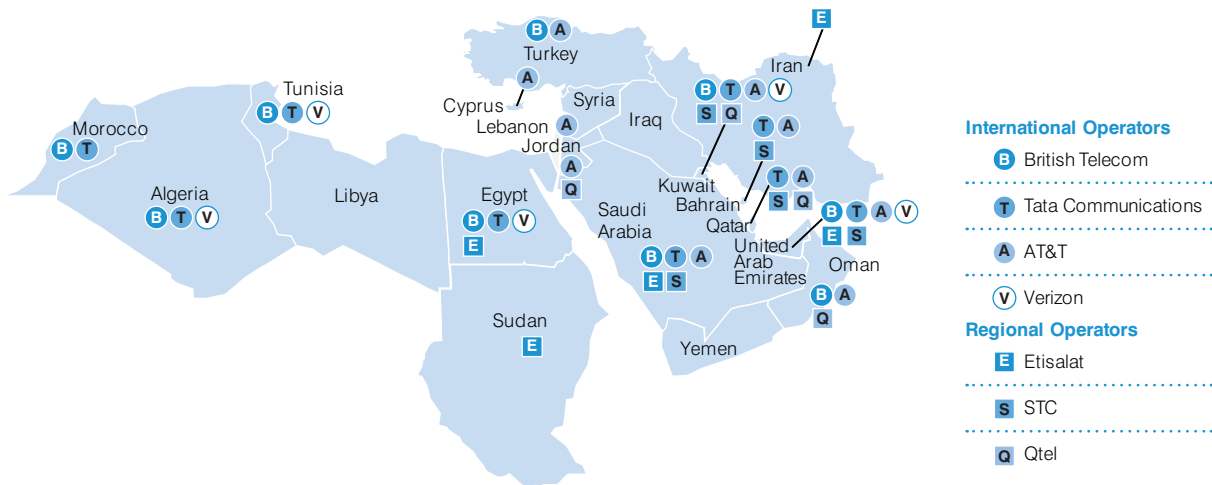 E
B A
Turkey
Iran
A
B T A V
Tunisia
Cyprus
Syria
S Q
B T V
Lebanon A
Iraq
T A
Morocco
Jordan
S
B T
A
Q
Kuwait
T A
Algeria
Libya
Egypt
Bahrain
S Q
B T V
B T V
Saudi
Arabia
Qatar
B T A V
E
United
Arab
Emirates
E S
B T A
Oman
E S
B A
Q
Sudan
E
Yemen
International Operators
B British Telecom
T Tata Communications
A AT&T
V Verizon
Regional Operators
E Etisalat
S STC
Q Qtel